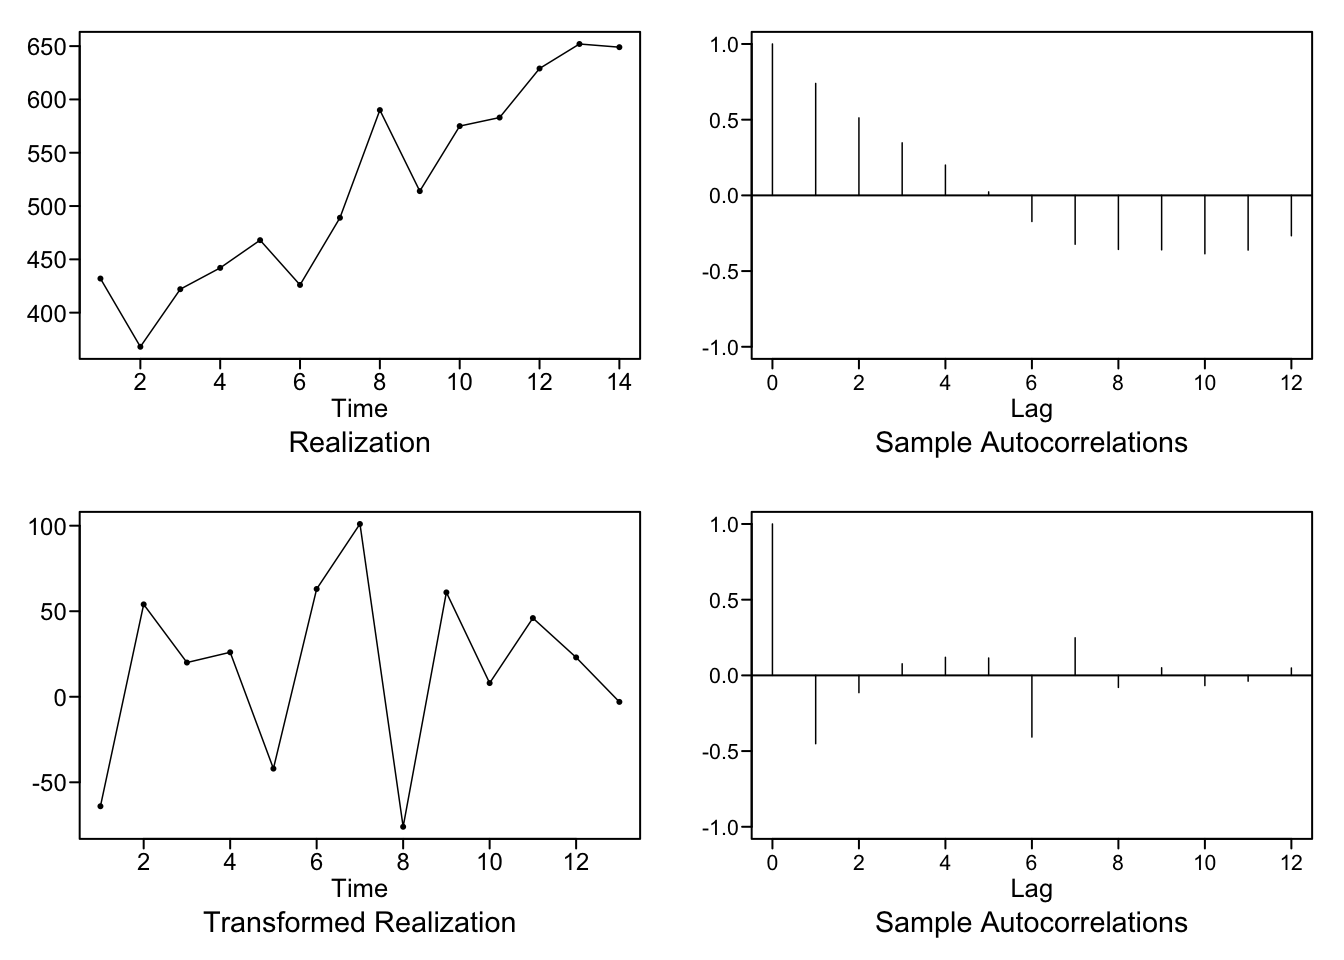 650
600
550
500
450
400
2 4 6 8 10 12 14
Time
Realization
1.0
0.5
0.0
-0.5
-1.0
0 2 4 6 8 10 12
Lag
Sample Autocorrelations
100
50
0
-50
2 4 6 8 10 12
Time
Transformed Realization
1.0
0.5
0.0
-0.5
-1.0
0 2 4 6 8 10 12
Lag
Sample Autocorrelations